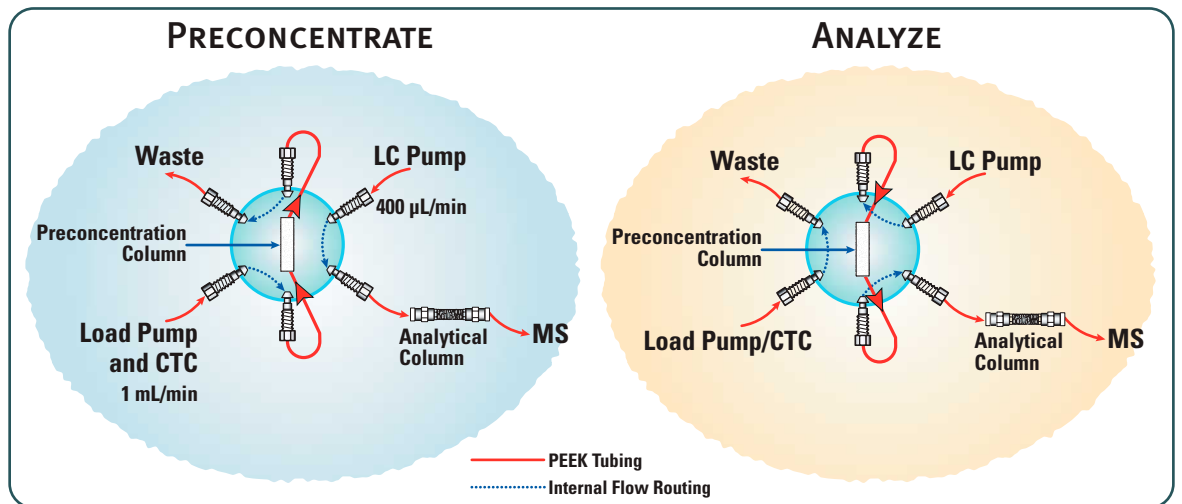 PRECONCENTRATE
Waste
LC Pump
400 µL/min
Preconcentration
Column
Load Pump
and CTC
1 mL/min
Analytical
Column
MS
ANALYZE
Waste
LC Pump
Preconcentration
Column
Load Pump/CTC
Analytical
Column
MS
PEEK Tubing
Internal Flow Routing